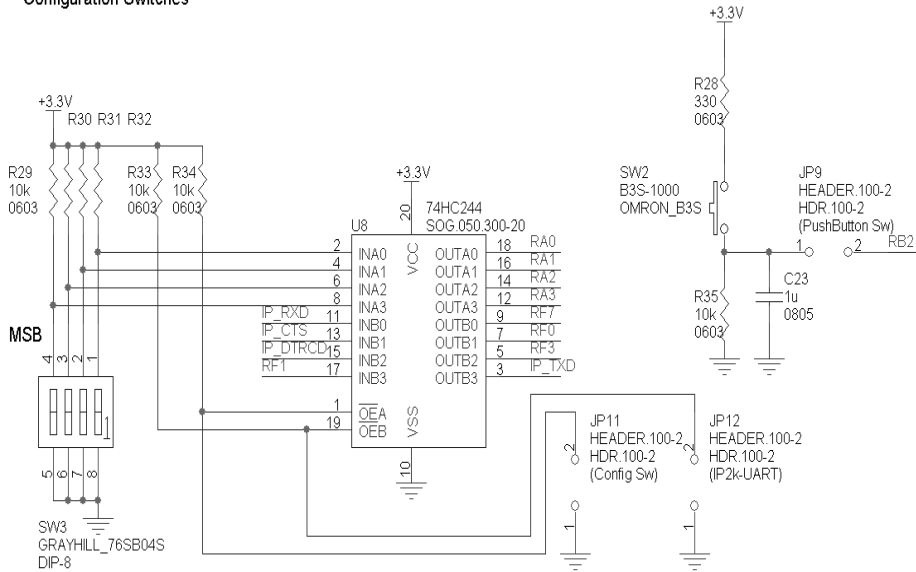 Configuration Switches
+3.3V
R28
330
0603
+3.3V
R30 R31 R32
R29
10k
0603
R33
10k
0603
R34
10k
0603
+3.3V
20
74HC244
SOG.050.300-20
U8
VCC
2 INA0 OUTA0 18 RA0
4 INA1 OUTA1 16 RA1
6 INA2 OUTA2 14 RA2
8 INA3 OUTA3 12 RA3
IP_RXD 11 INB0 OUTB0 9 RF7
IP_CTS 13 INB1 OUTB1 7 RF0
IP_DTRCD 15 INB2 OUTB2 5 RF3
RF1 17 INB3 OUTB3 3 IP_TXD
1 OEA
19 OEB
VSS
10
SW2
B3S-1000
OMRON_B3S
JP9
HEADER.100-2
HDR.100-2
(PushButton Sw)
1 2 RB2
R35
10k
0603
C23
1u
0805
MSB
4 3 2 1
1
5 6 7 8
SW3
GRAYHILL_76SB04S
DIP-8
JP11
HEADER.100-2
HDR.100-2
(Config Sw)
2
1
JP12
HEADER.100-2
HDR.100-2
(IP2k-UART)
2
1